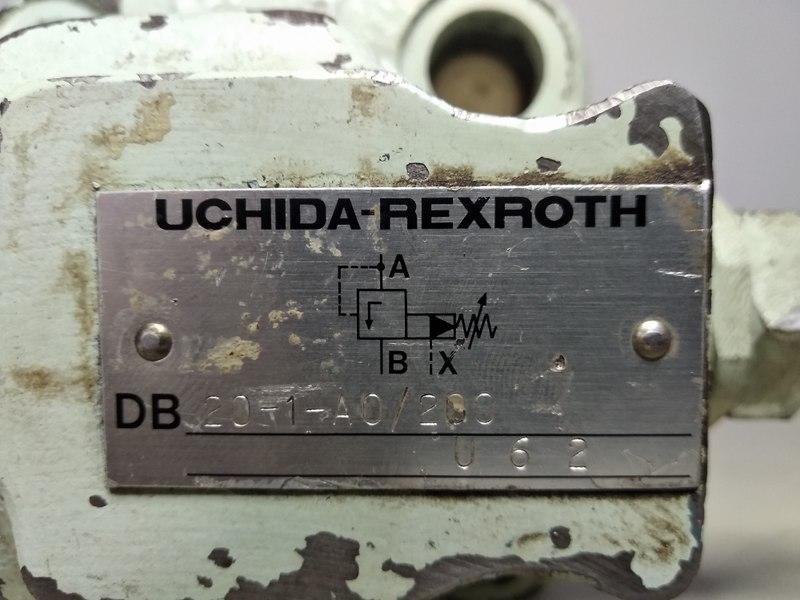 UCHIDA-REXROTH
A
B X
DB 20-1-A0/200
U 6 2